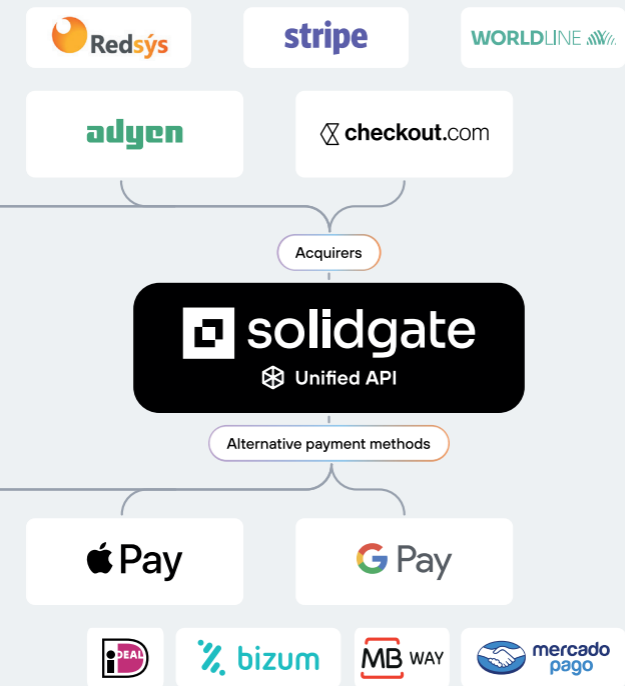 Redsýs
stripe
WORLDLINE
adyen
checkout.com
Acquirers
solidgate
Unified API
Alternative payment methods
Pay
G Pay
iDEAL
bizum
MB WAY
mercado
pago